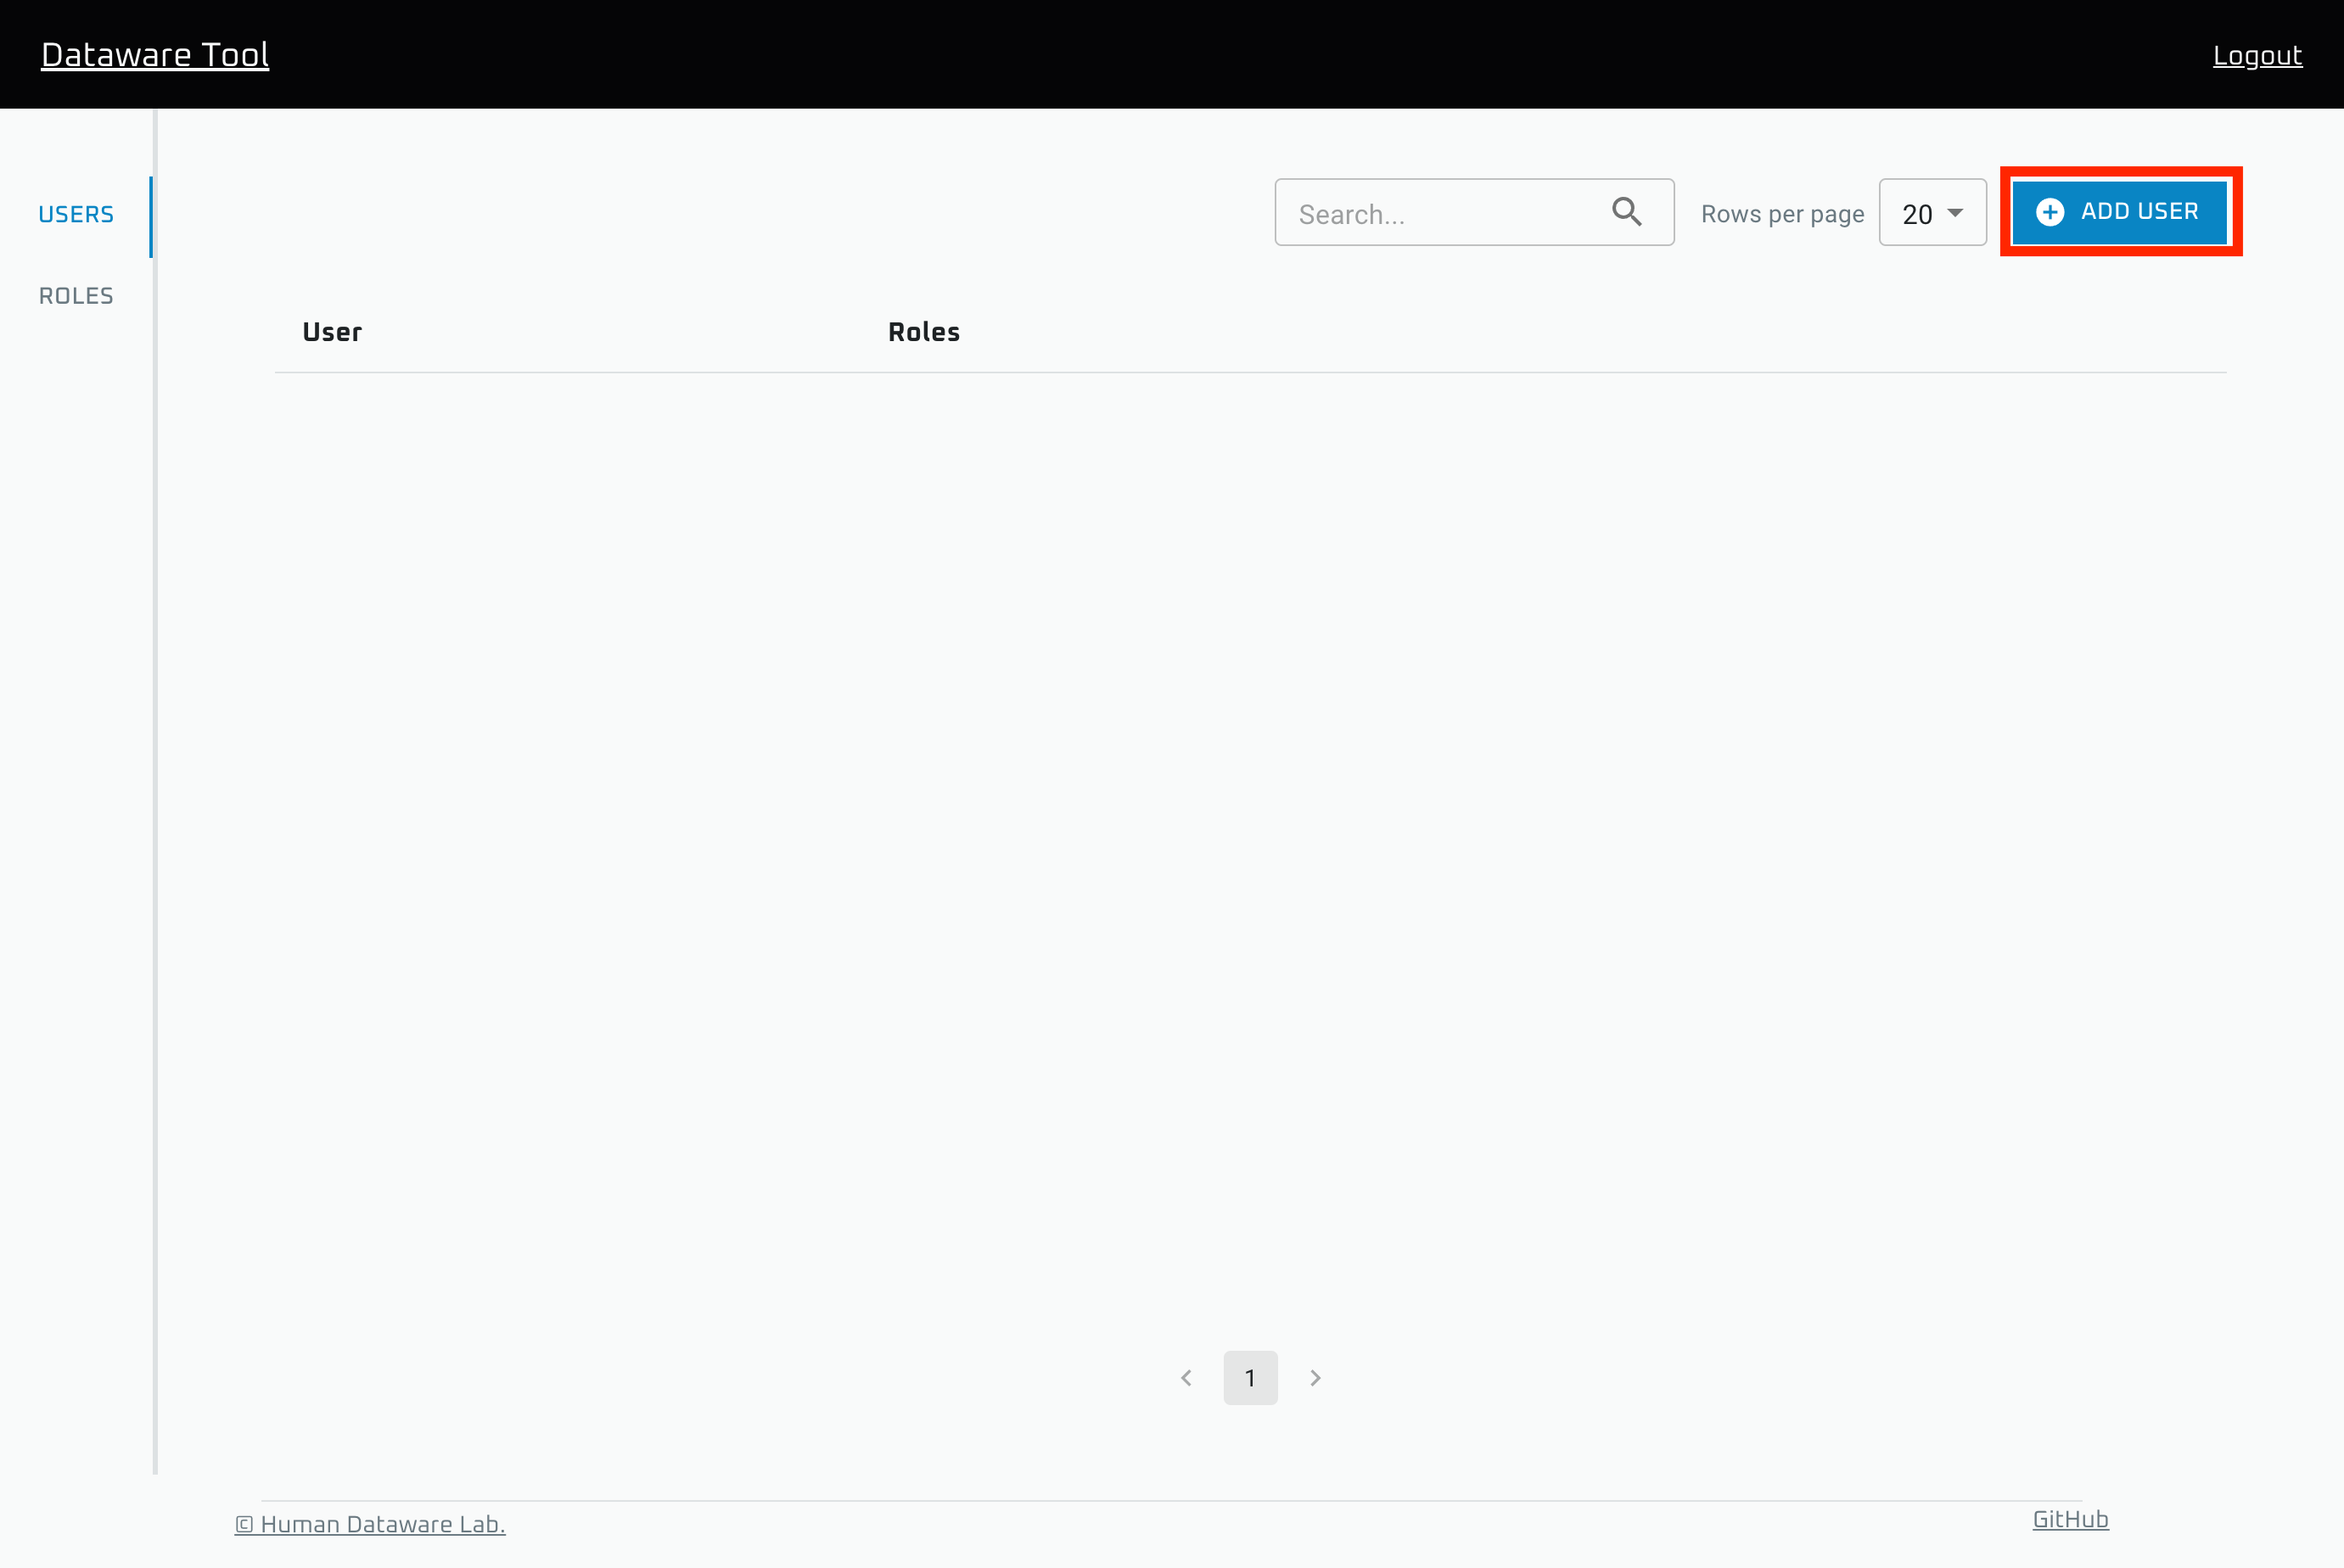 Dataware Tool
Logout
USERS
ROLES
Search...
Rows per page
20
ADD USER
User
Roles
1
© Human Dataware Lab.
GitHub